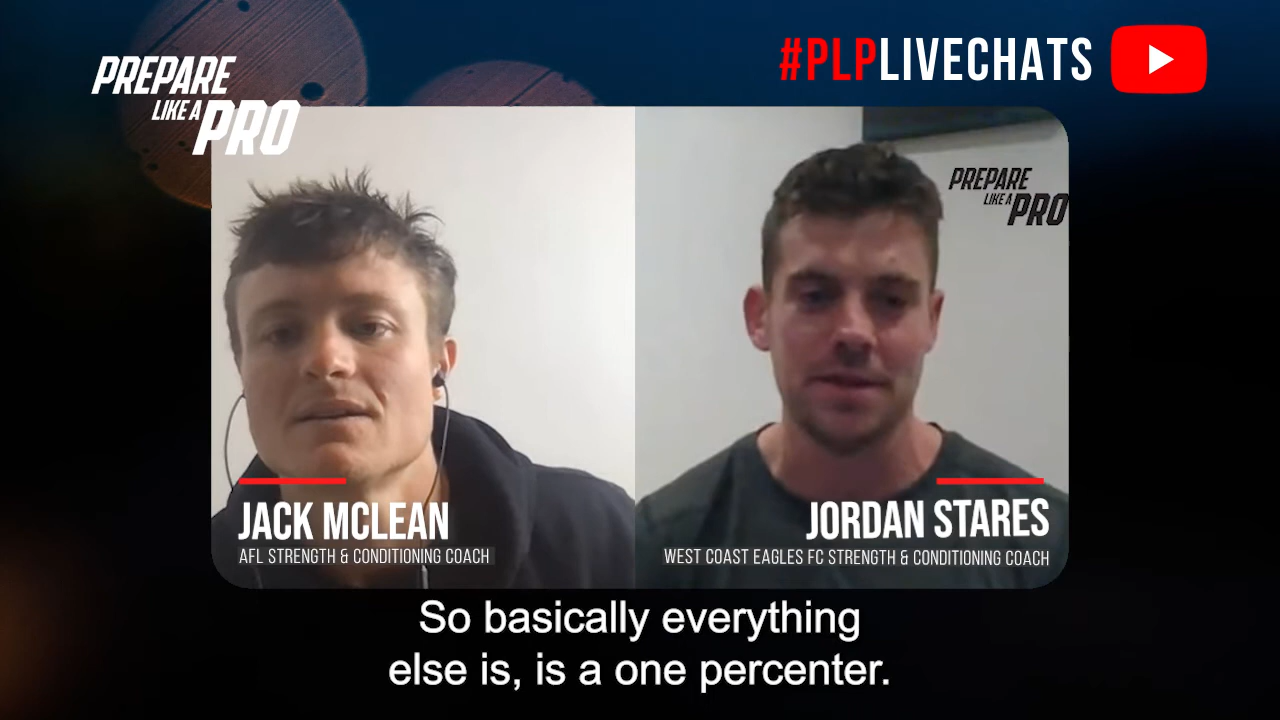 PREPARE
LIKE A
PRO
#PLPLIVECHATS
PREPARE
LIKE A
PRO
JACK MCLEAN
AFL STRENGTH & CONDITIONING COACH
JORDAN STARES
WEST COAST EAGLES FC STRENGTH & CONDITIONING COACH
So basically everything
else is, is a one percenter.